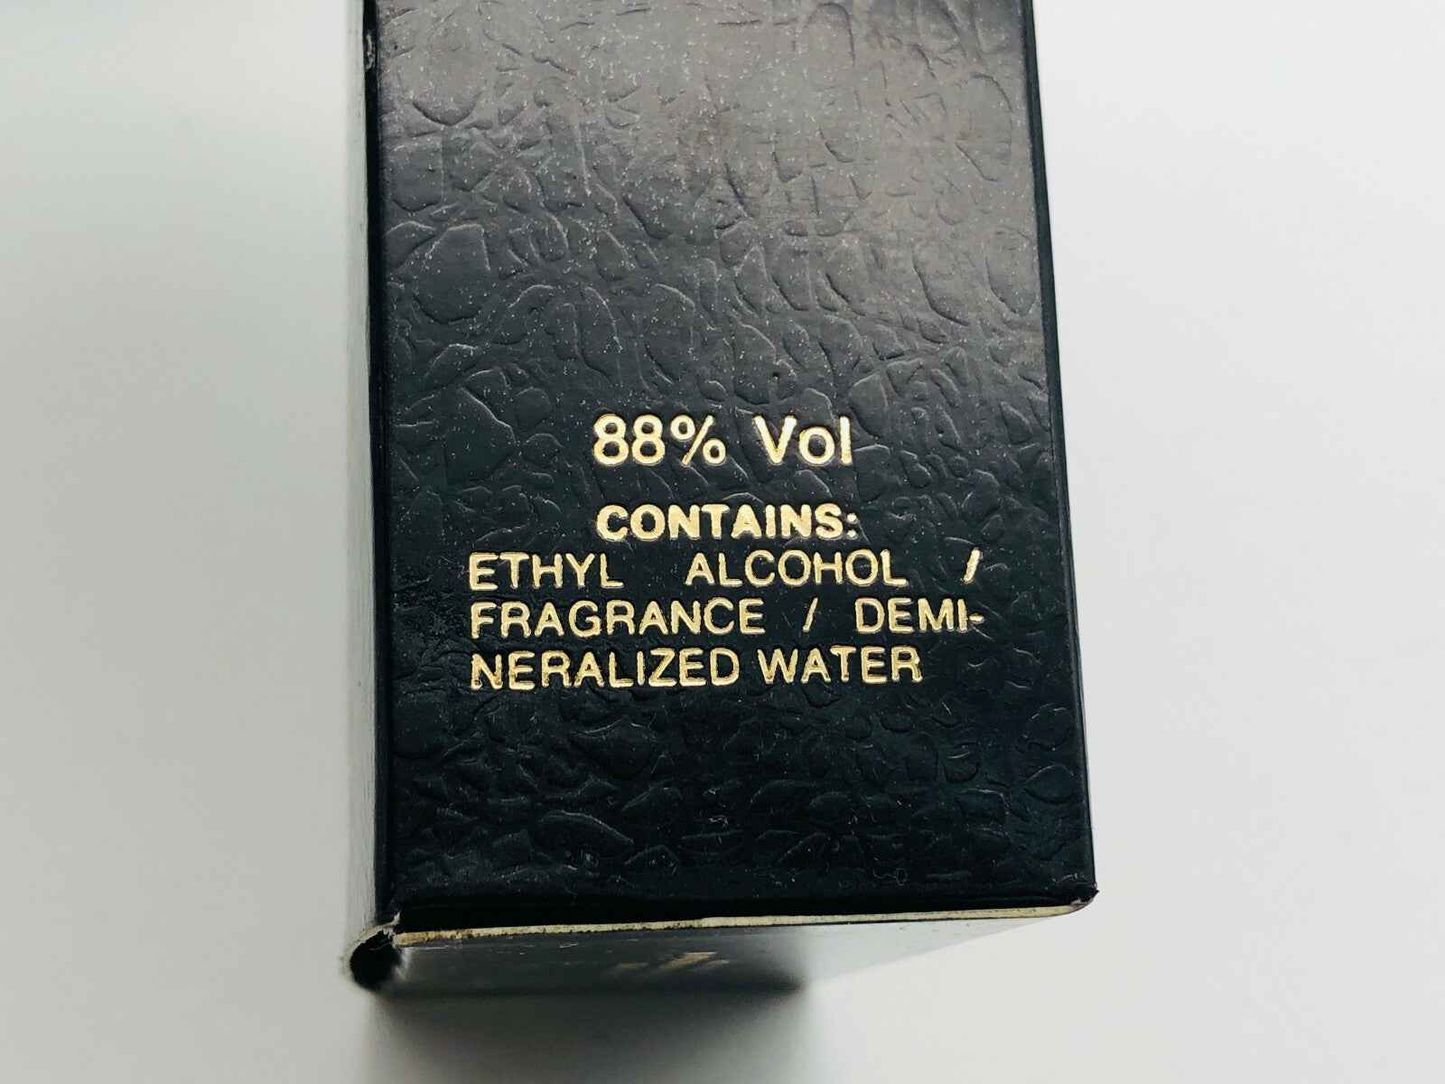 88% Vol
CONTAINS:
ETHYL ALCOHOL /
FRAGRANCE / DEMI-
NERALIZED WATER